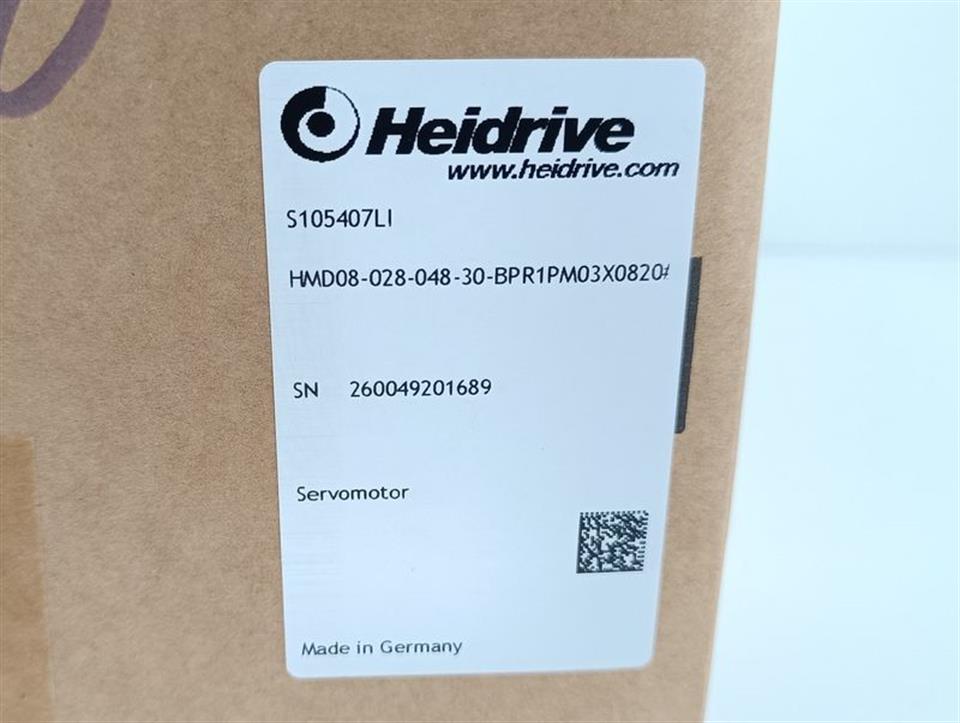 Heidrive
www.heidrive.com
S105407LI
HMD08-028-048-30-BPR1PM03X0820#
SN 260049201689
Servomotor
Made in Germany